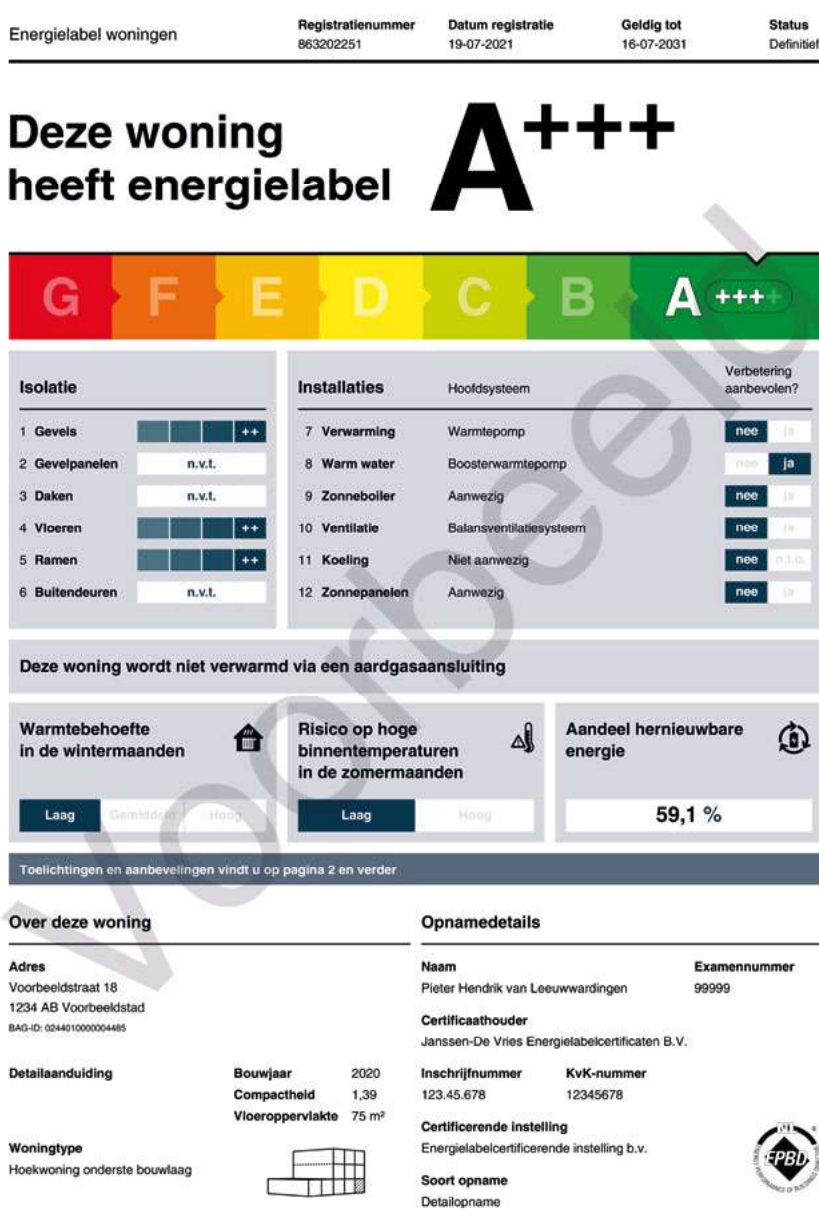 Energielabel woningen
Registratienummer
863202251
Datum registratie
19-07-2021
Geldig tot
16-07-2031
Status
Definitief
Deze woning
heeft energielabel
A+++
G F E D C B A ++++
Isolatie
1 Gevels ++
2 Gevelpanelen n.v.t.
3 Daken n.v.t.
4 Vloeren ++
5 Ramen ++
6 Buitendeuren n.v.t.
Installaties Hoofdsysteem
Verbetering
aanbevolen?
7 Verwarming Warmtepomp nee ja
8 Warm water Boosterwarmtepomp nee ja
9 Zonneboiler Aanwezig nee ja
10 Ventilatie Balansventilatiesysteem nee ja
11 Koeling Niet aanwezig nee n.t.b.
12 Zonnepanelen Aanwezig nee ja
Deze woning wordt niet verwarmd via een aardgasaansluiting
Warmtebehoefte
in de wintermaanden
Laag Gemiddeld Hoog
Risico op hoge
binnentemperaturen
in de zomermaanden
Laag Hoog
Aandeel hernieuwbare
energie
59,1 %
Toelichtingen en aanbevelingen vindt u op pagina 2 en verder
Over deze woning
Adres
Voorbeeldstraat 18
1234 AB Voorbeeldstad
BAG-ID: 0244010000004485
Detailaanduiding
Bouwjaar 2020
Compactheid 1,39
Vloeroppervlakte 75 m²
Woningtype
Hoekwoning onderste bouwlaag
Opnamedetails
Naam
Pieter Hendrik van Leeuwwardingen
Examennummer
99999
Certificaathouder
Janssen-De Vries Energielabelcertificaten B.V.
Inschrijfnummer
123.45.678
KvK-nummer
12345678
Certificerende instelling
Energielabelcertificerende instelling b.v.
Soort opname
Detailopname
EPBD
Voorbeeld